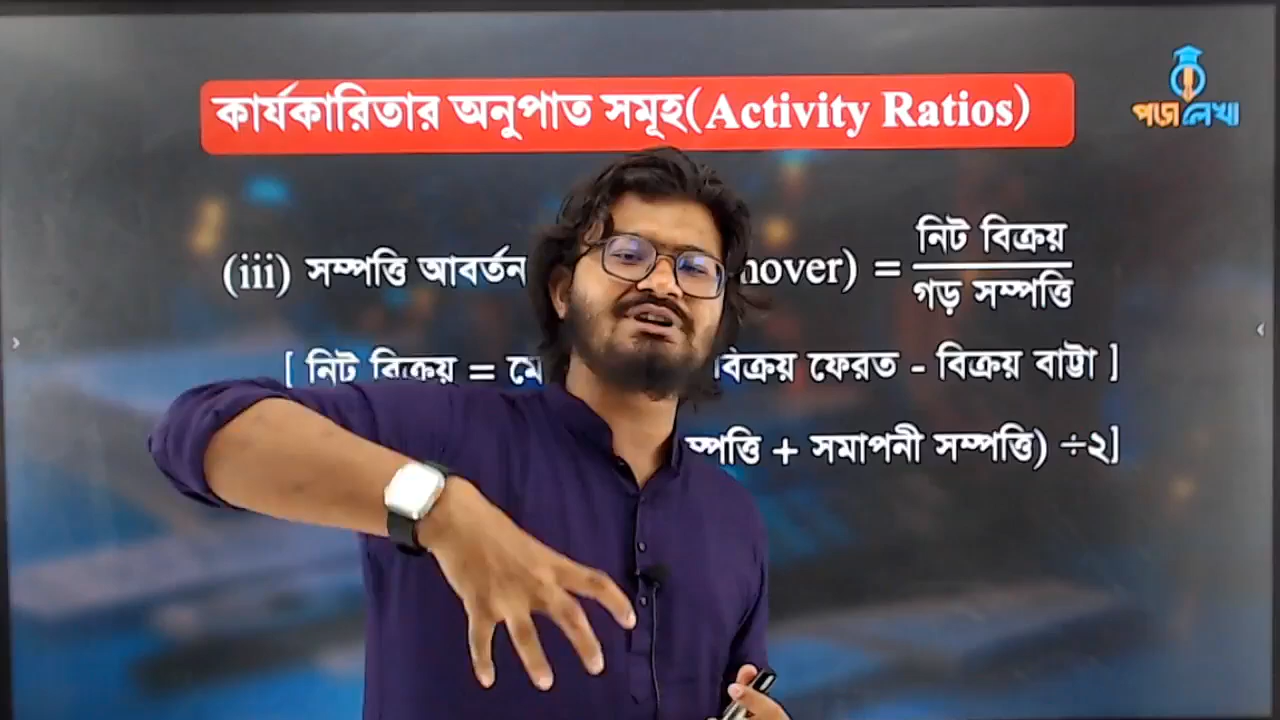 কার্যকারিতার অনুপাত সমূহ(Activity Ratios)
পড়ালেখা
(iii) সম্পত্তি আবর্তন nover) = নিট বিক্রয়
গড় সম্পত্তি
[ নিট বিক্রয় = বিক্রয় ফেরত - বিক্রয় বাট্টা ]
+ সমাপনী সম্পত্তি) ÷২]